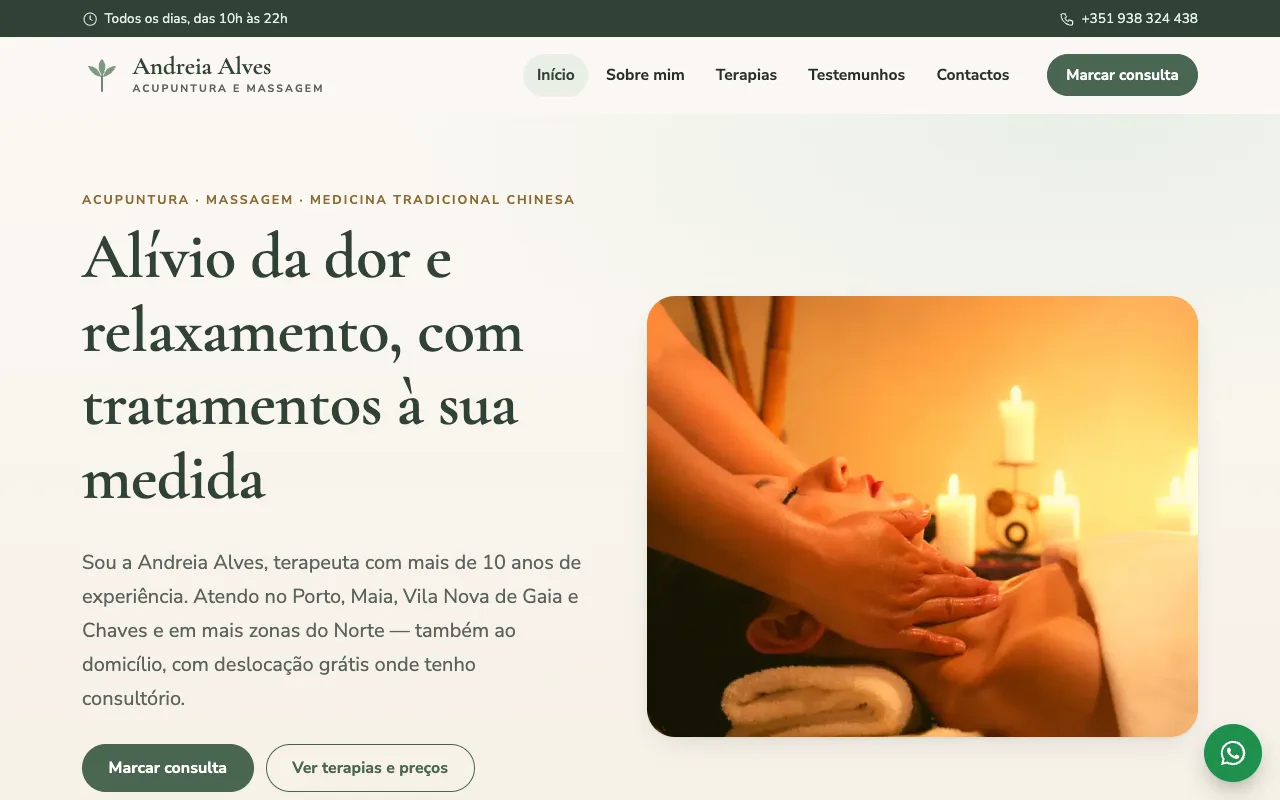 Todos os dias, das 10h às 22h
+351 938 324 438
Andreia Alves
ACUPUNTURA E MASSAGEM
Início
Sobre mim
Terapias
Testemunhos
Contactos
Marcar consulta
ACUPUNTURA · MASSAGEM · MEDICINA TRADICIONAL CHINESA
Alívio da dor e
relaxamento, com
tratamentos à sua
medida
Sou a Andreia Alves, terapeuta com mais de 10 anos de
experiência. Atendo no Porto, Maia, Vila Nova de Gaia e
Chaves e em mais zonas do Norte — também ao
domicílio, com deslocação grátis onde tenho
consultório.
Marcar consulta
Ver terapias e preços